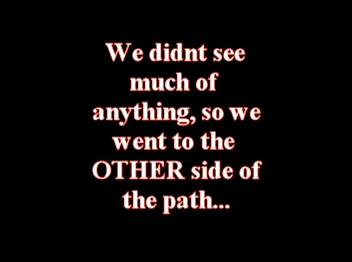 We didnt see
much of
anything, so we
went to the
OTHER side of
the path...